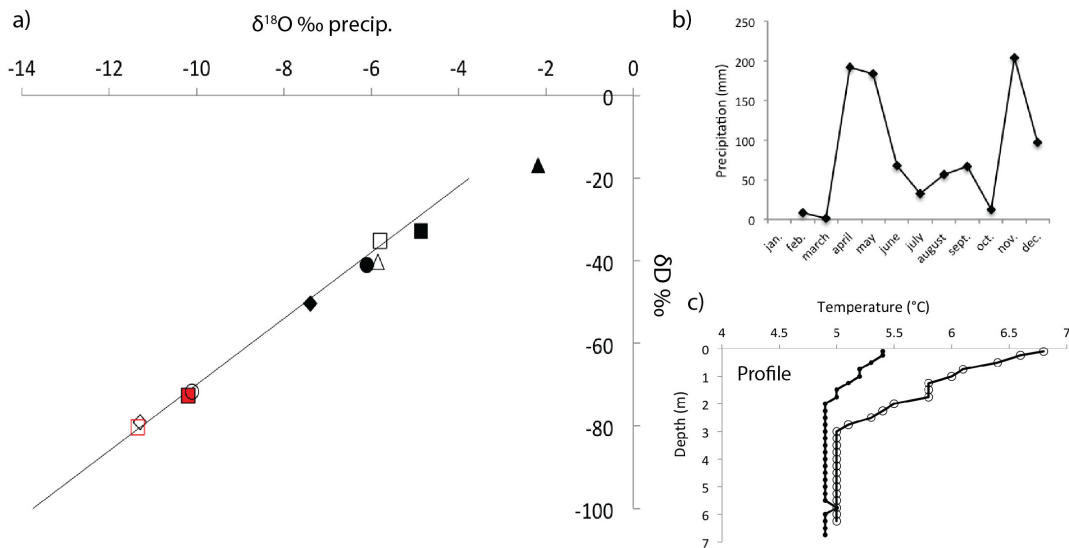 a)
δ¹⁸O ‰ precip.
-14 -12 -10 -8 -6 -4 -2 0
0
-20
-40
-60
-80
-100
δD ‰
b)
Precipitation (mm)
250
200
150
100
50
0
jan. feb. march april may june july august sept. oct. nov. dec.
c)
Temperature (°C)
4 4.5 5 5.5 6 6.5 7
Profile
Depth (m)
0
1
2
3
4
5
6
7